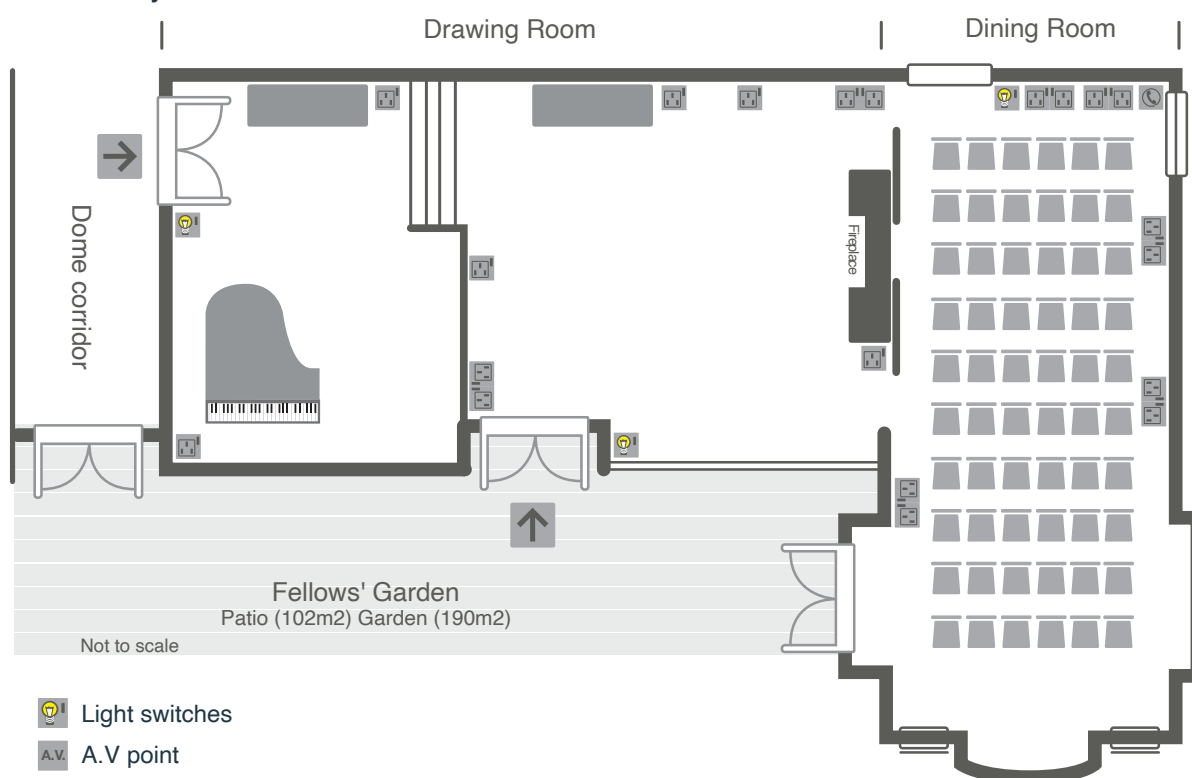 Drawing Room
Dining Room
Dome corridor
Fireplace
Fellows' Garden
Patio (102m2) Garden (190m2)
Not to scale
Light switches
A.V. A.V point